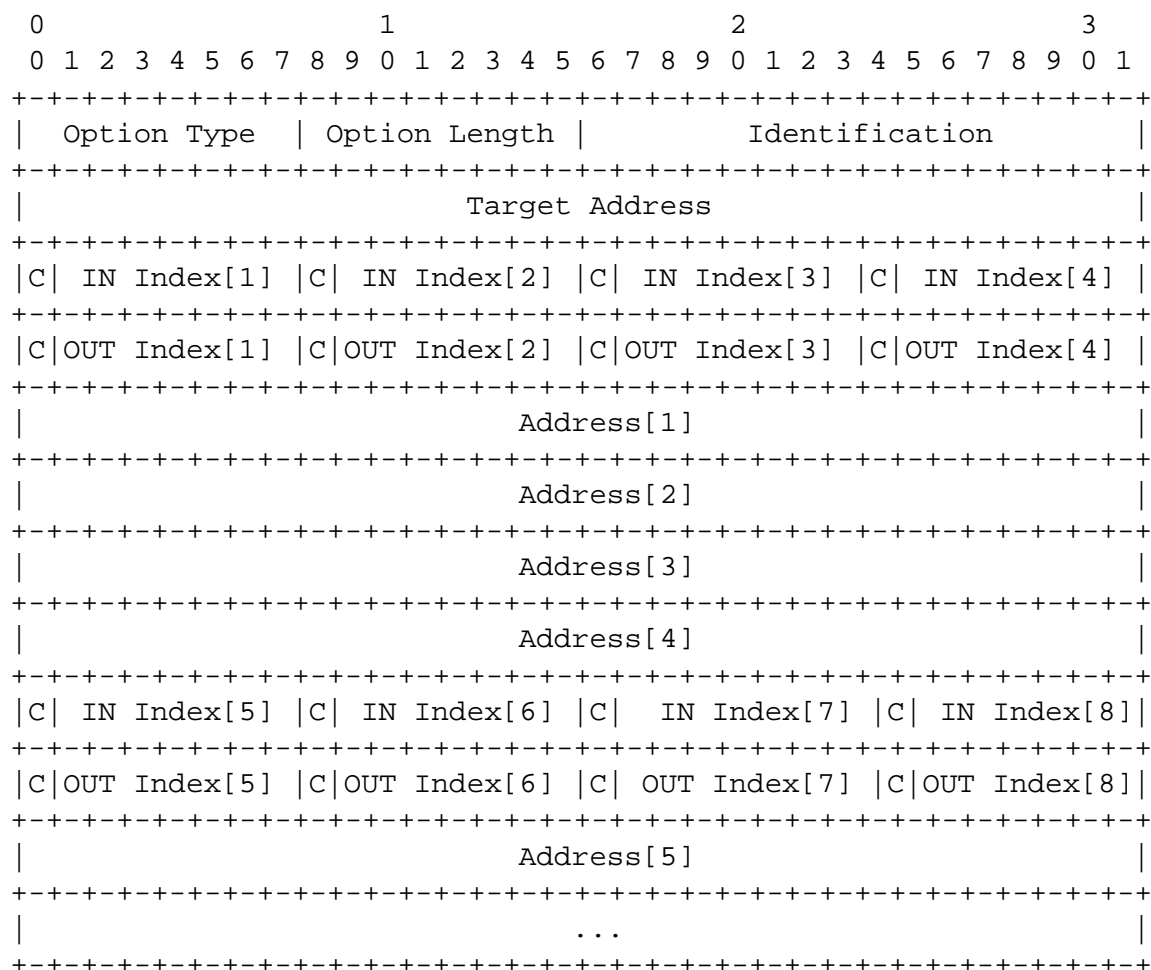 0                   1                   2                   3
 0 1 2 3 4 5 6 7 8 9 0 1 2 3 4 5 6 7 8 9 0 1 2 3 4 5 6 7 8 9 0 1
+-+-+-+-+-+-+-+-+-+-+-+-+-+-+-+-+-+-+-+-+-+-+-+-+-+-+-+-+-+-+-+-+
|  Option Type  | Option Length |         Identification        |
+-+-+-+-+-+-+-+-+-+-+-+-+-+-+-+-+-+-+-+-+-+-+-+-+-+-+-+-+-+-+-+-+
|                         Target Address                        |
+-+-+-+-+-+-+-+-+-+-+-+-+-+-+-+-+-+-+-+-+-+-+-+-+-+-+-+-+-+-+-+-+
|C| IN Index[1] |C| IN Index[2] |C| IN Index[3] |C| IN Index[4] |
+-+-+-+-+-+-+-+-+-+-+-+-+-+-+-+-+-+-+-+-+-+-+-+-+-+-+-+-+-+-+-+-+
|C|OUT Index[1] |C|OUT Index[2] |C|OUT Index[3] |C|OUT Index[4] |
+-+-+-+-+-+-+-+-+-+-+-+-+-+-+-+-+-+-+-+-+-+-+-+-+-+-+-+-+-+-+-+-+
|                            Address[1]                         |
+-+-+-+-+-+-+-+-+-+-+-+-+-+-+-+-+-+-+-+-+-+-+-+-+-+-+-+-+-+-+-+-+
|                            Address[2]                         |
+-+-+-+-+-+-+-+-+-+-+-+-+-+-+-+-+-+-+-+-+-+-+-+-+-+-+-+-+-+-+-+-+
|                            Address[3]                         |
+-+-+-+-+-+-+-+-+-+-+-+-+-+-+-+-+-+-+-+-+-+-+-+-+-+-+-+-+-+-+-+-+
|                            Address[4]                         |
+-+-+-+-+-+-+-+-+-+-+-+-+-+-+-+-+-+-+-+-+-+-+-+-+-+-+-+-+-+-+-+-+
|C| IN Index[5] |C| IN Index[6] |C|  IN Index[7] |C| IN Index[8]|
+-+-+-+-+-+-+-+-+-+-+-+-+-+-+-+-+-+-+-+-+-+-+-+-+-+-+-+-+-+-+-+-+
|C|OUT Index[5] |C|OUT Index[6] |C| OUT Index[7] |C|OUT Index[8]|
+-+-+-+-+-+-+-+-+-+-+-+-+-+-+-+-+-+-+-+-+-+-+-+-+-+-+-+-+-+-+-+-+
|                            Address[5]                         |
+-+-+-+-+-+-+-+-+-+-+-+-+-+-+-+-+-+-+-+-+-+-+-+-+-+-+-+-+-+-+-+-+
|                               ...                             |
+-+-+-+-+-+-+-+-+-+-+-+-+-+-+-+-+-+-+-+-+-+-+-+-+-+-+-+-+-+-+-+-+